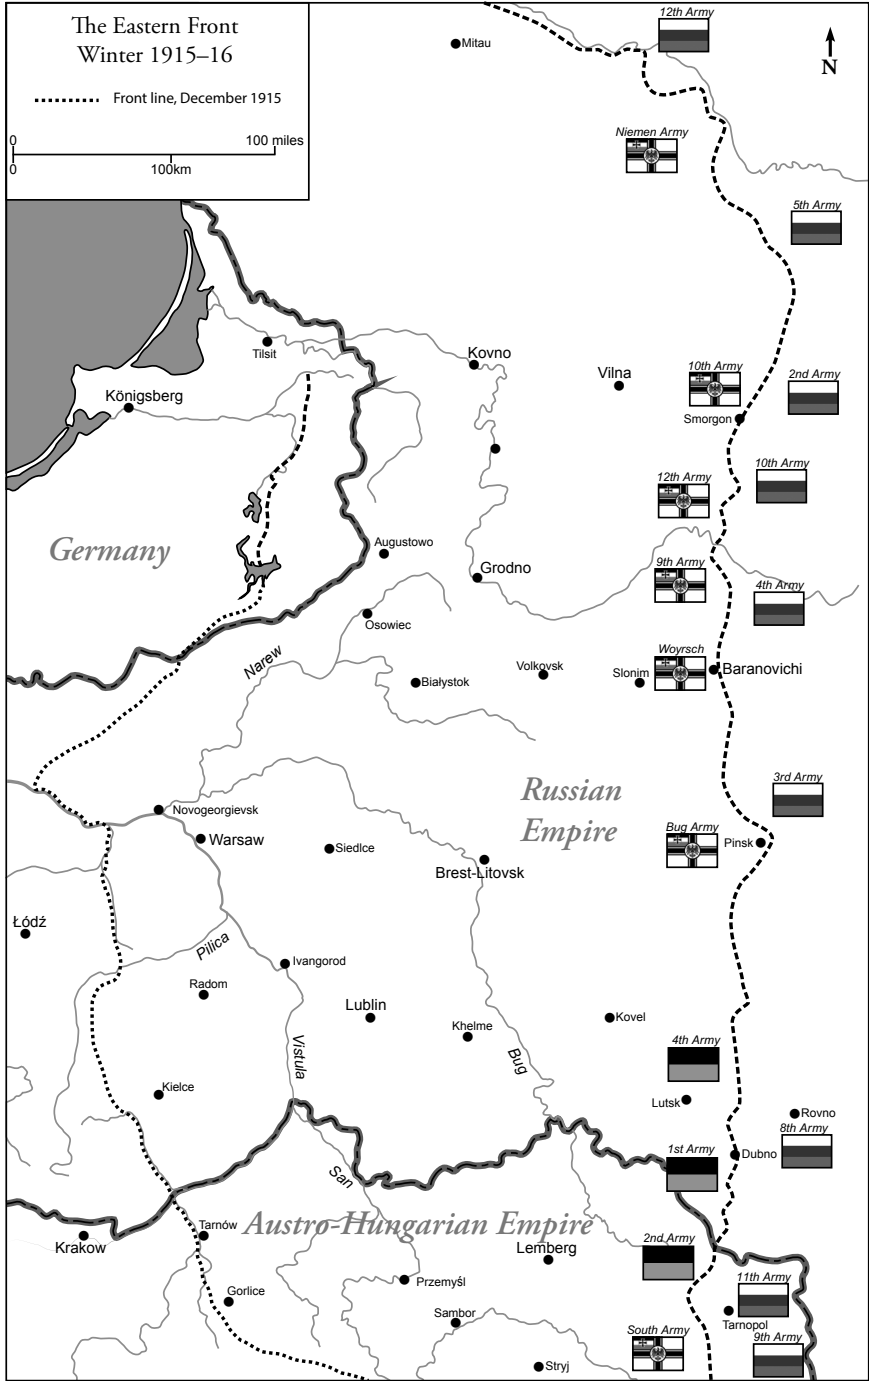 The Eastern Front
Winter 1915–16
Front line, December 1915
0
100 miles
0
100km
12th Army
N
Mitau
Niemen Army
5th Army
Tilsit
Kovno
Vilna
10th Army
2nd Army
Königsberg
Smorgon
10th Army
12th Army
Germany
Augustowo
Grodno
9th Army
4th Army
Osowiec
Narew
Woyrsch
Volkovsk
Slonim
Baranovichi
Białystok
Russian
Empire
3rd Army
Novogeorgievsk
Warsaw
Siedlce
Bug Army
Pinsk
Brest-Litovsk
Łódź
Pilica
Ivangorod
Radom
Lublin
Kovel
Khelme
Vistula
Bug
4th Army
Kielce
Lutsk
Rovno
8th Army
1st Army
Dubno
San
Austro-Hungarian Empire
Tarnów
Krakow
Lemberg
2nd Army
Przemyśl
11th Army
Gorlice
Sambor
Tarnopol
South Army
9th Army
Stryj